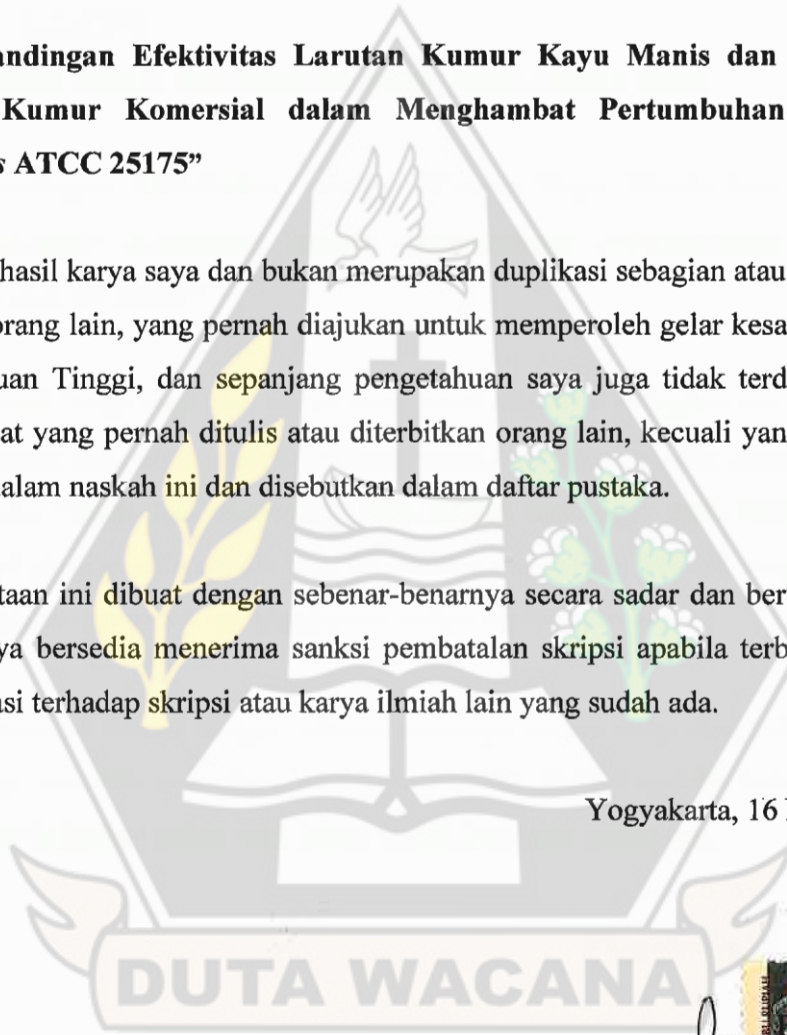 andingan Efektivitas Larutan Kumur Kayu Manis dan
Kumur Komersial dalam Menghambat Pertumbuhan
s ATCC 25175”
hasil karya saya dan bukan merupakan duplikasi sebagian atau
orang lain, yang pernah diajukan untuk memperoleh gelar kesa
uan Tinggi, dan sepanjang pengetahuan saya juga tidak terd
at yang pernah ditulis atau diterbitkan orang lain, kecuali yan
alam naskah ini dan disebutkan dalam daftar pustaka.
taan ini dibuat dengan sebenar-benarnya secara sadar dan ber
ya bersedia menerima sanksi pembatalan skripsi apabila terb
asi terhadap skripsi atau karya ilmiah lain yang sudah ada.
Yogyakarta, 16
DUTA WACANA